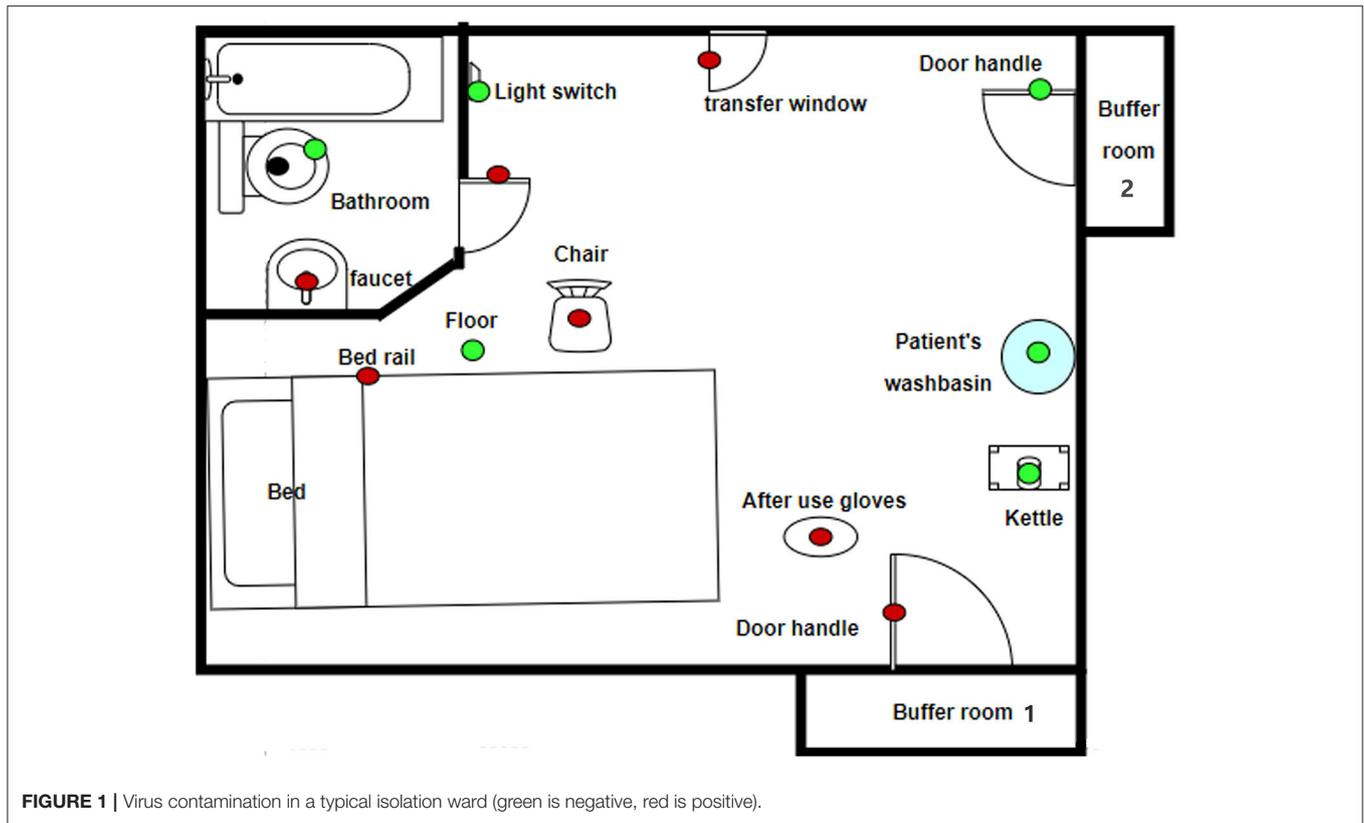 Door handle
Light switch
transfer window
Buffer
room
2
Bathroom
Chair
faucet
Floor
Bed rail
Patient's
washbasin
Bed
After use gloves
Kettle
Door handle
Buffer room 1
FIGURE 1 | Virus contamination in a typical isolation ward (green is negative, red is positive).